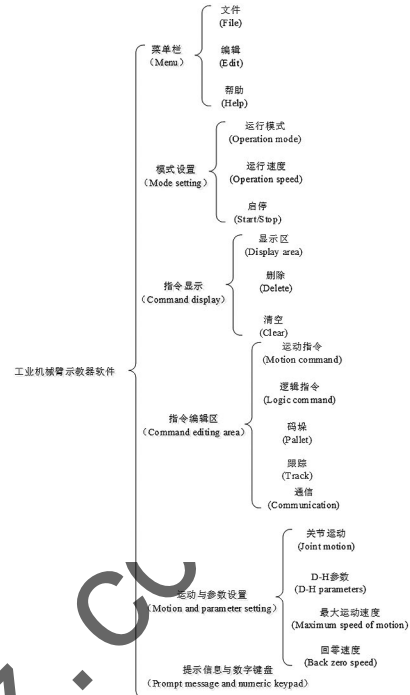 文件
(File)
菜单栏
（Menu）
编辑
(Edit)
帮助
(Help)
运行模式
(Operation mode)
模式设置
（Mode setting）
运行速度
(Operation speed)
启停
(Start/Stop)
显示区
(Display area)
指令显示
（Command display）
删除
(Delete)
清空
(Clear)
工业机械臂示教器软件
运动指令
(Motion command)
逻辑指令
(Logic command)
指令编辑区
（Command editing area）
码垛
(Pallet)
跟踪
(Track)
通信
(Communication)
关节运动
(Joint motion)
运动与参数设置
（Motion and parameter setting）
D-H参数
(D-H parameters)
最大运动速度
(Maximum speed of motion)
回零速度
(Back zero speed)
提示信息与数字键盘
（Prompt message and numeric keypad）